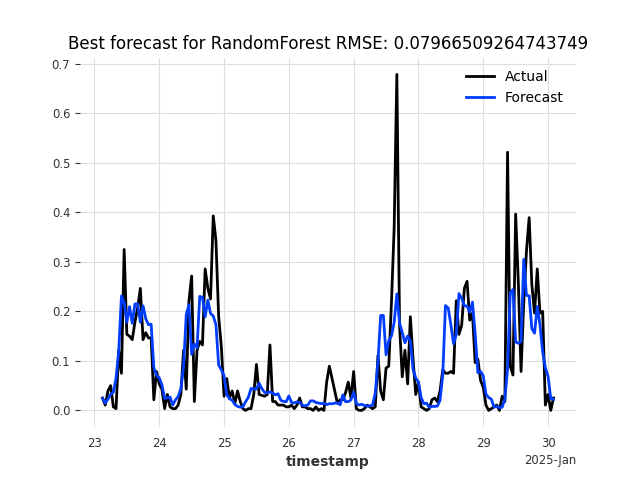 Best forecast for RandomForest RMSE: 0.07966509264743749
Actual
Forecast
0.7
0.6
0.5
0.4
0.3
0.2
0.1
0.0
23 24 25 26 27 28 29 30
timestamp
2025-Jan